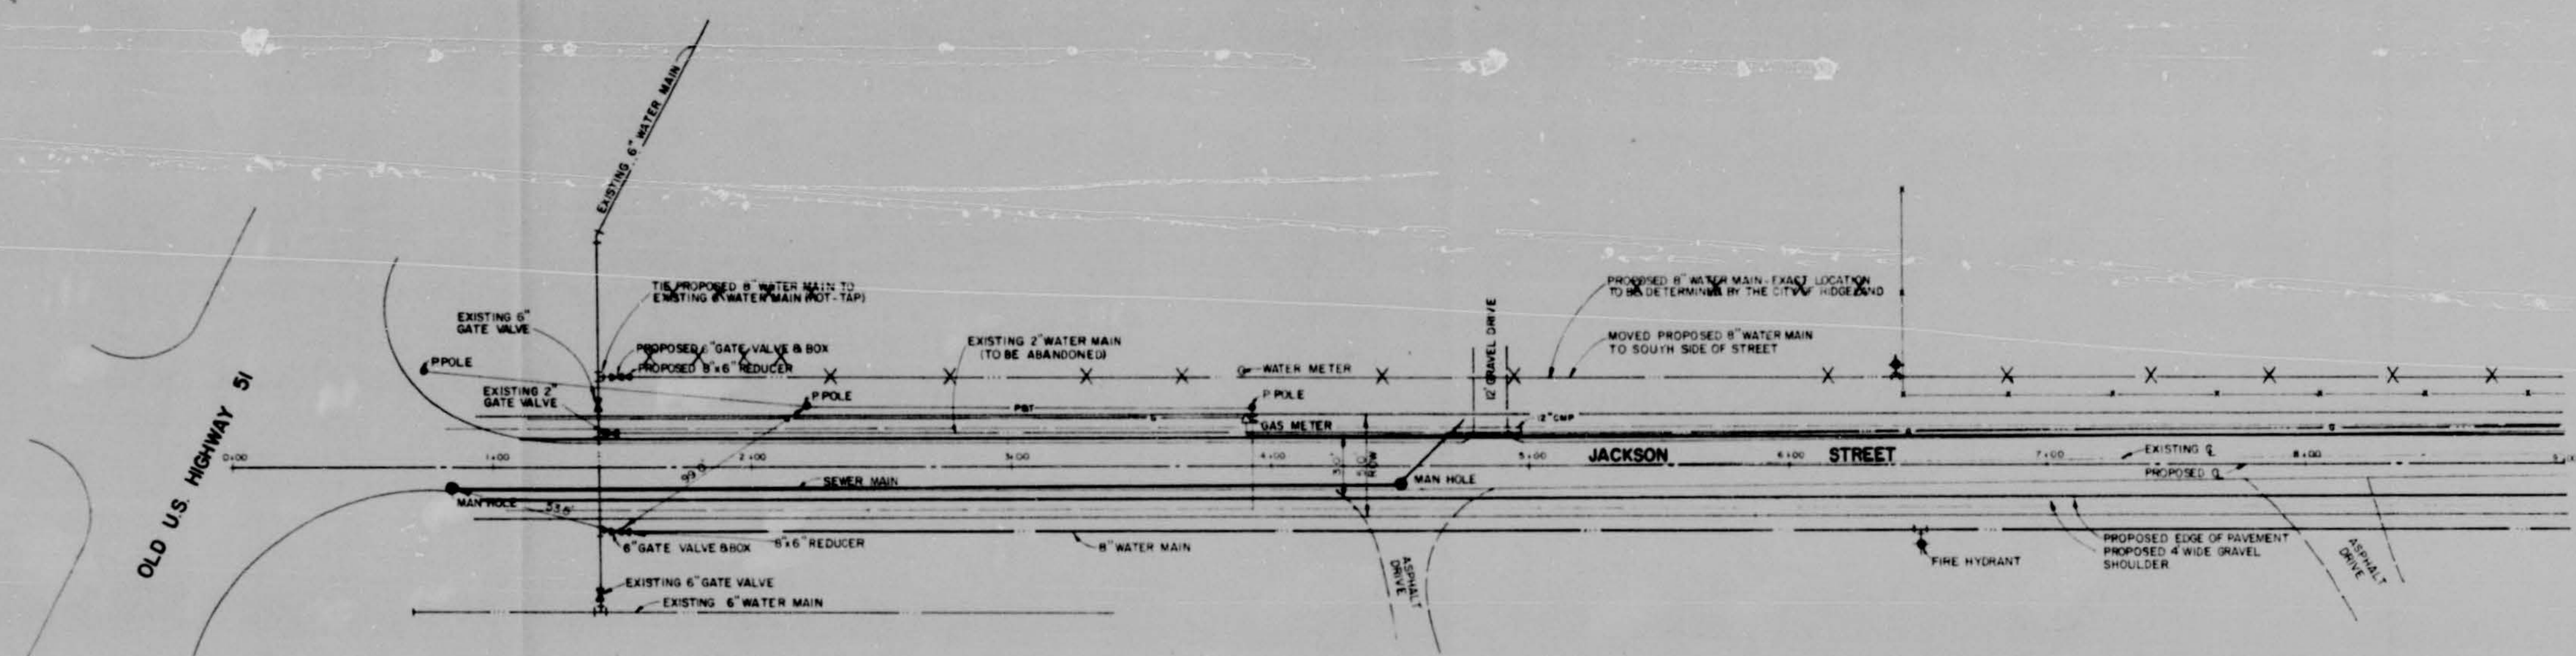 EXISTING 6" WATER MAIN
TIE PROPOSED 8" WATER MAIN TO
EXISTING 6" WATER MAIN (HOT-TAP)
EXISTING 6"
GATE VALVE
PROPOSED 6" GATE VALVE & BOX
PROPOSED 8"x6" REDUCER
EXISTING 2" WATER MAIN
(TO BE ABANDONED)
PROPOSED 8" WATER MAIN-EXACT LOCATION
TO BE DETERMINED BY THE CITY OF RIDGELAND
MOVED PROPOSED 8" WATER MAIN
TO SOUTH SIDE OF STREET
12' GRAVEL DRIVE
P.POLE
EXISTING 2"
GATE VALVE
P POLE
WATER METER
P POLE
PBT
G
GAS METER
12" CMP
G
OLD U.S. HIGHWAY 51
0+00
1+00
2+00
3+00
4+00
5+00
JACKSON STREET
6+00
7+00
8+00
EXISTING ℄
PROPOSED ℄
ROW
99.0'
SEWER MAIN
MAN HOLE
MAN HOLE
53.6'
6" GATE VALVE & BOX
8"x6" REDUCER
8" WATER MAIN
EXISTING 6" GATE VALVE
EXISTING 6" WATER MAIN
ASPHALT
DRIVE
FIRE HYDRANT
PROPOSED EDGE OF PAVEMENT
PROPOSED 4' WIDE GRAVEL
SHOULDER
ASPHALT
DRIVE